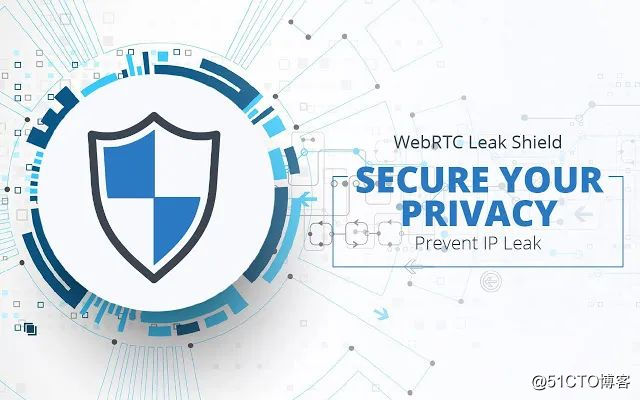 WebRTC Leak Shield
SECURE YOUR
PRIVACY
Prevent IP Leak
@51CTO博客